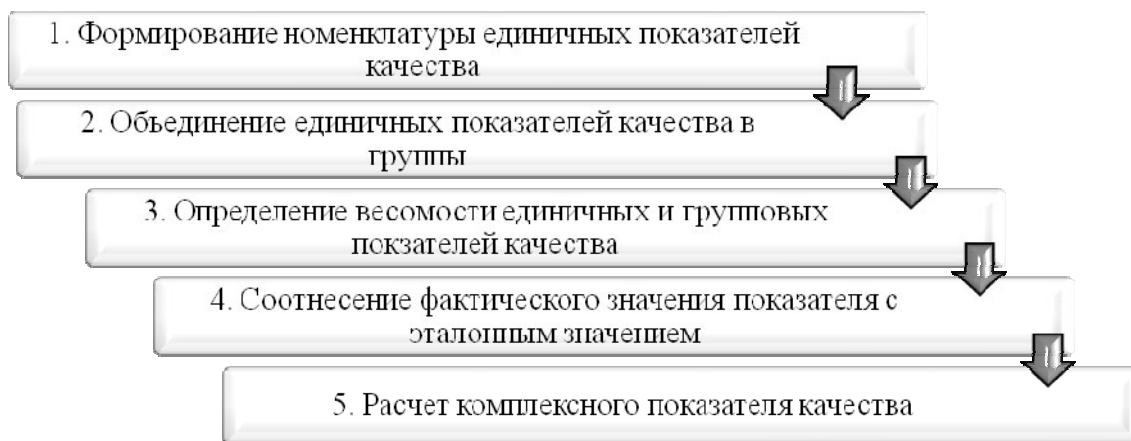 1. Формирование номенклатуры единичных показателей
качества
2. Объединение единичных показателей качества в
группы
3. Определение весомости единичных и групповых
покзателей качества
4. Соотнесение фактического значения показателя с
эталонным значением
5. Расчет комплексного показателя качества